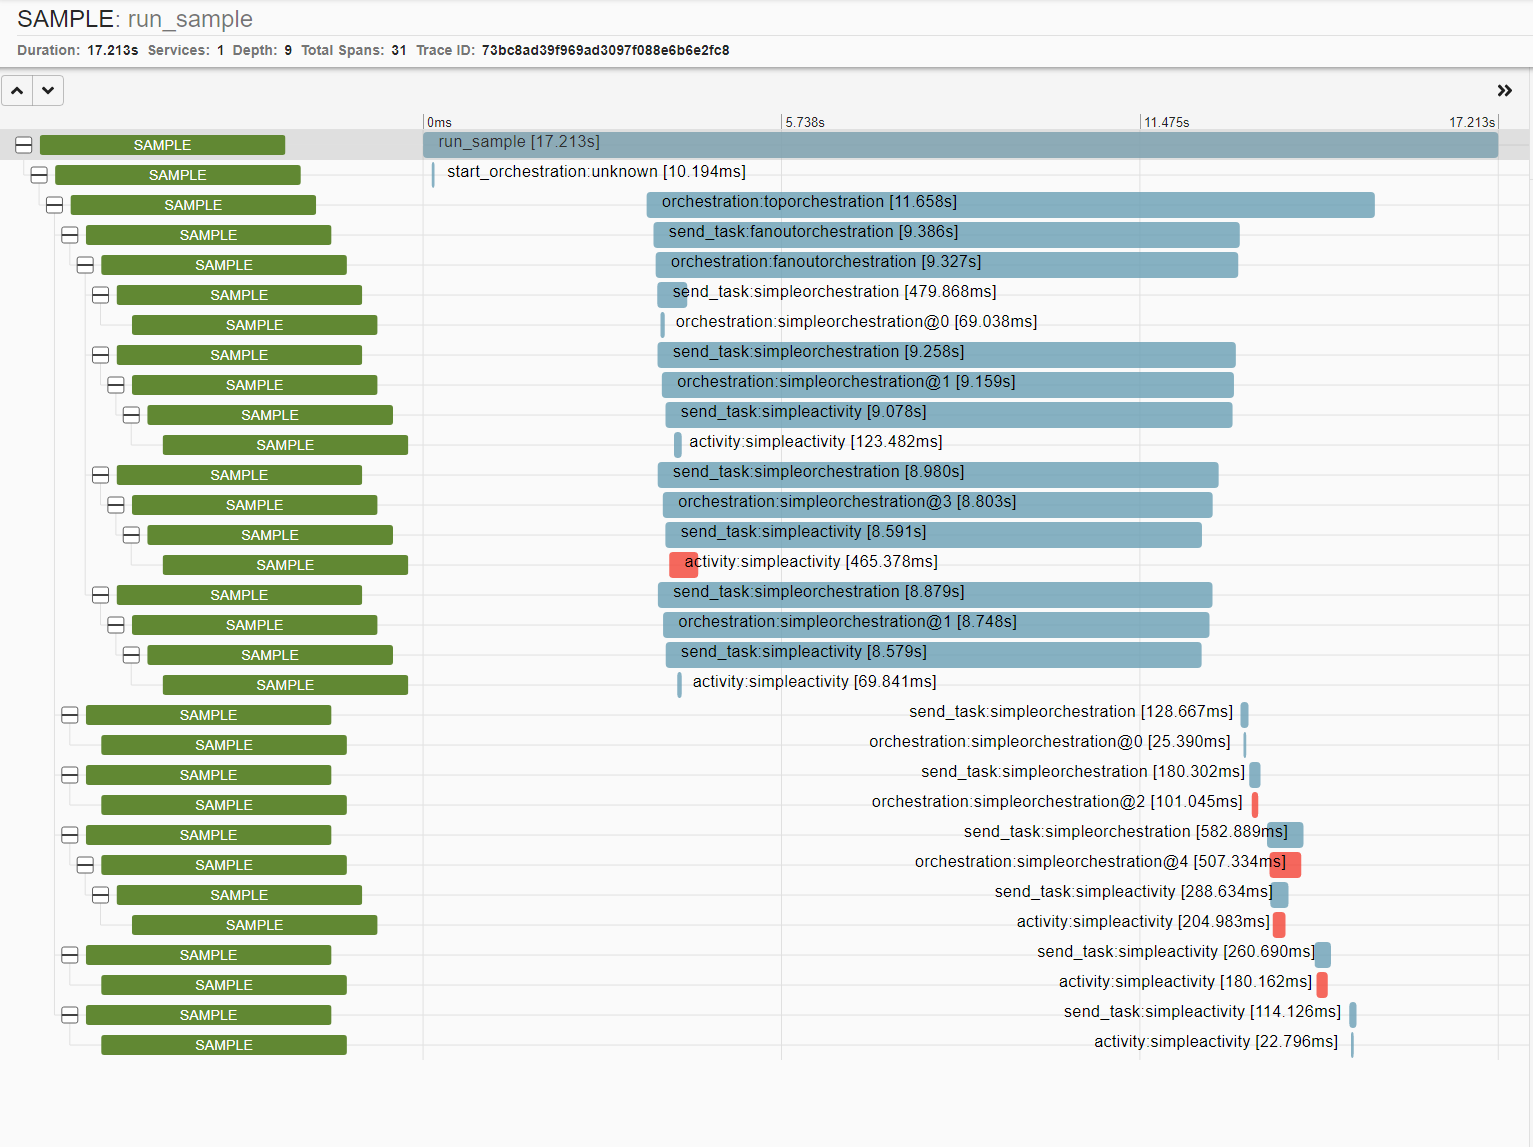 SAMPLE: run_sample
Duration: 17.213s Services: 1 Depth: 9 Total Spans: 31 Trace ID: 73bc8ad39f969ad3097f088e6b6e2fc8
0ms 5.738s 11.475s 17.213s
SAMPLE run_sample [17.213s]
SAMPLE start_orchestration:unknown [10.194ms]
SAMPLE orchestration:toporchestration [11.658s]
SAMPLE send_task:fanoutorchestration [9.386s]
SAMPLE orchestration:fanoutorchestration [9.327s]
SAMPLE send_task:simpleorchestration [479.868ms]
SAMPLE orchestration:simpleorchestration@0 [69.038ms]
SAMPLE send_task:simpleorchestration [9.258s]
SAMPLE orchestration:simpleorchestration@1 [9.159s]
SAMPLE send_task:simpleactivity [9.078s]
SAMPLE activity:simpleactivity [123.482ms]
SAMPLE send_task:simpleorchestration [8.980s]
SAMPLE orchestration:simpleorchestration@3 [8.803s]
SAMPLE send_task:simpleactivity [8.591s]
SAMPLE activity:simpleactivity [465.378ms]
SAMPLE send_task:simpleorchestration [8.879s]
SAMPLE orchestration:simpleorchestration@1 [8.748s]
SAMPLE send_task:simpleactivity [8.579s]
SAMPLE activity:simpleactivity [69.841ms]
SAMPLE send_task:simpleorchestration [128.667ms]
SAMPLE orchestration:simpleorchestration@0 [25.390ms]
SAMPLE send_task:simpleorchestration [180.302ms]
SAMPLE orchestration:simpleorchestration@2 [101.045ms]
SAMPLE send_task:simpleorchestration [582.889ms]
SAMPLE orchestration:simpleorchestration@4 [507.334ms]
SAMPLE send_task:simpleactivity [288.634ms]
SAMPLE activity:simpleactivity [204.983ms]
SAMPLE send_task:simpleactivity [260.690ms]
SAMPLE activity:simpleactivity [180.162ms]
SAMPLE send_task:simpleactivity [114.126ms]
SAMPLE activity:simpleactivity [22.796ms]